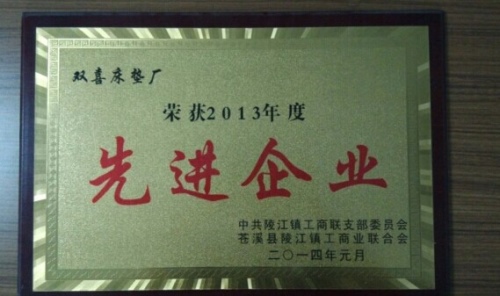 双喜床垫厂
荣获2013年度
先进企业
中共陵江镇工商联支部委员会
苍溪县陵江镇工商业联合会
二〇一四年元月